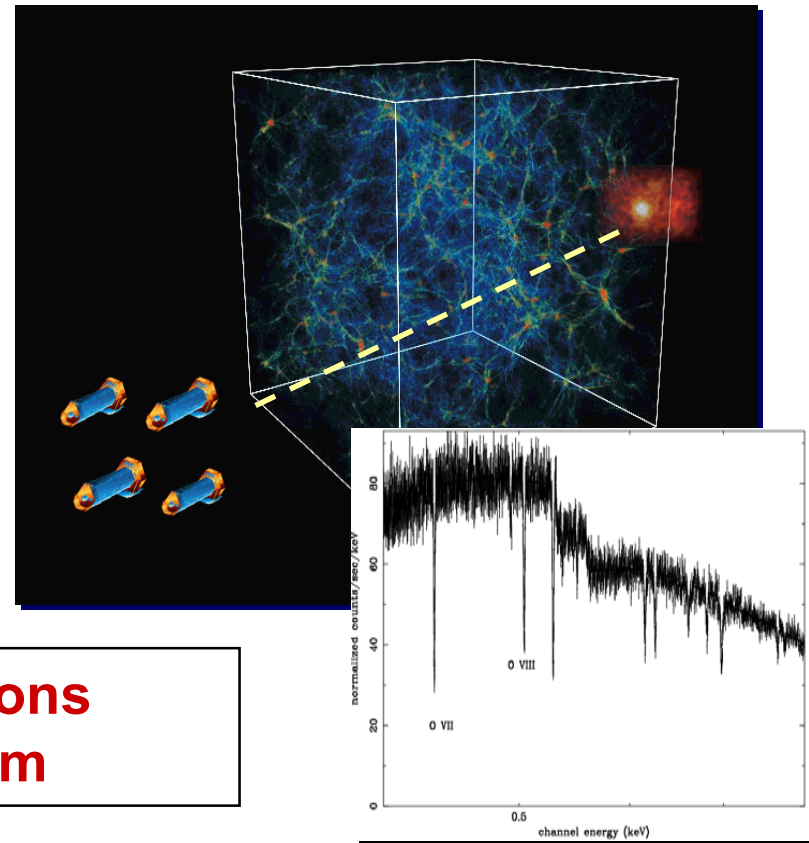 80
60
40
20
0
normalized counts/sec/keV
O VIII
O VII
0.5
channel energy (keV)
ons
m